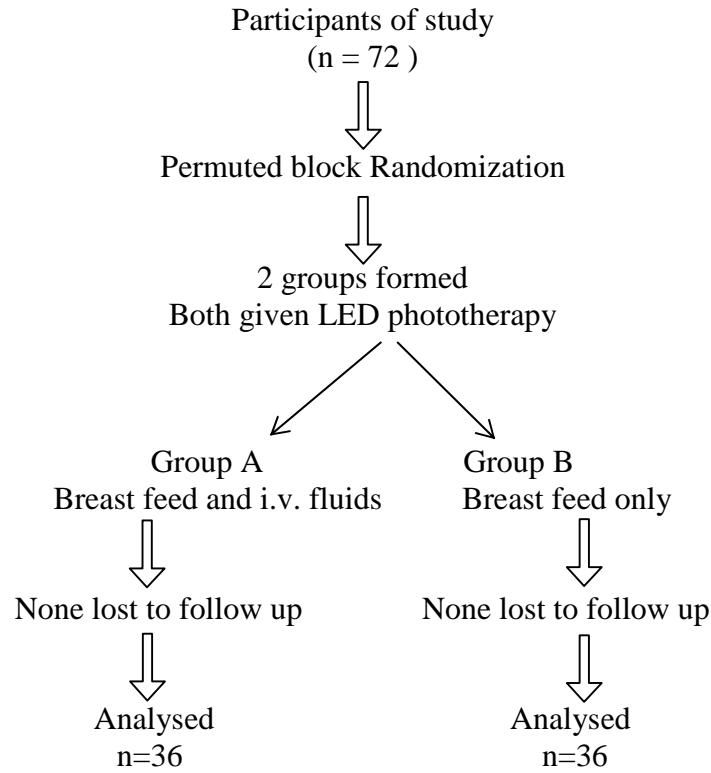 Participants of study
(n = 72 )
Permuted block Randomization
2 groups formed
Both given LED phototherapy
Group A
Breast feed and i.v. fluids
None lost to follow up
Analysed
n=36
Group B
Breast feed only
None lost to follow up
Analysed
n=36